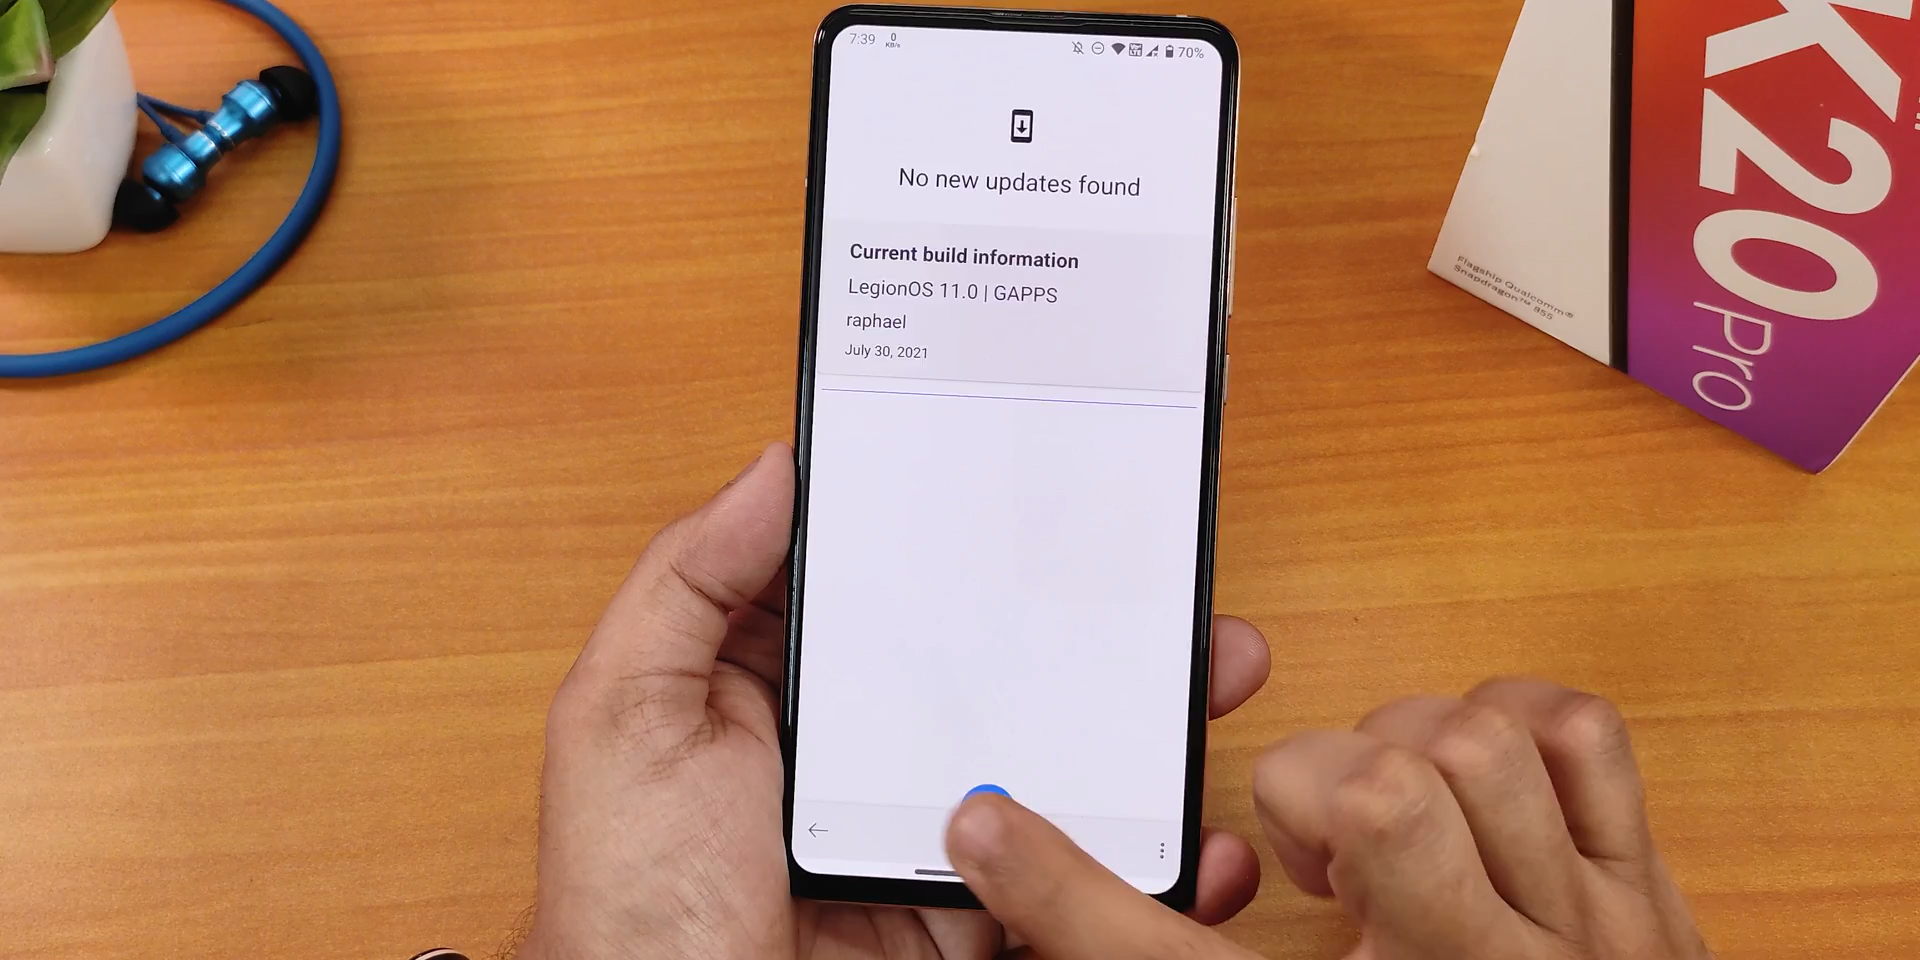 7:39
0
KB/s
70%
No new updates found
Current build information
LegionOS 11.0 | GAPPS
raphael
July 30, 2021
K20
Pro
Flagship Qualcomm®
Snapdragon™ 855